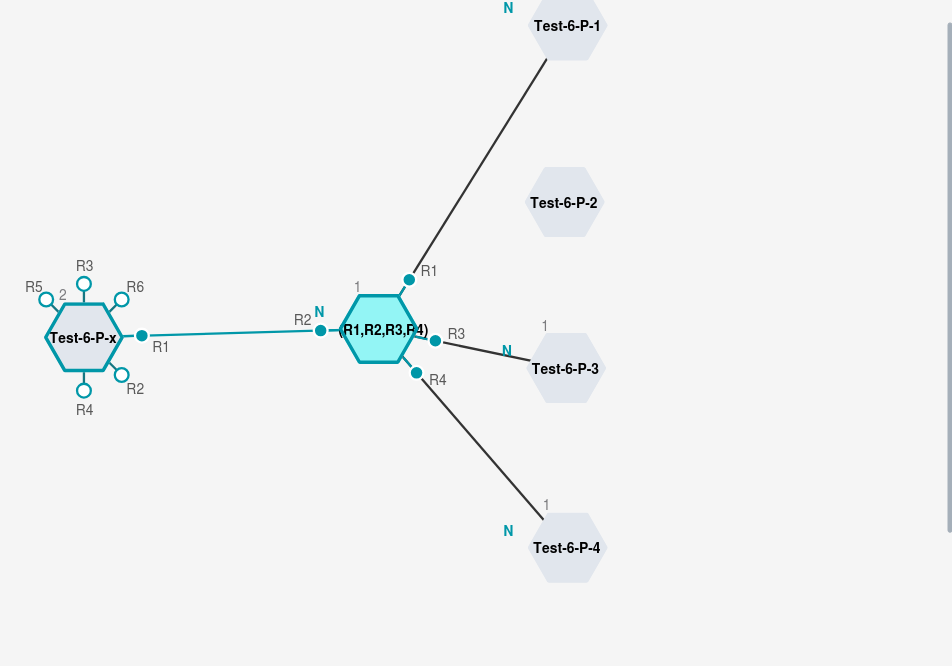 N
Test-6-P-1
Test-6-P-2
R3
R5
2
R6
Test-6-P-x
R1
R2
R4
1
R1
N
R2
(R1,R2,R3,R4)
R3
R4
1
N
Test-6-P-3
1
N
Test-6-P-4